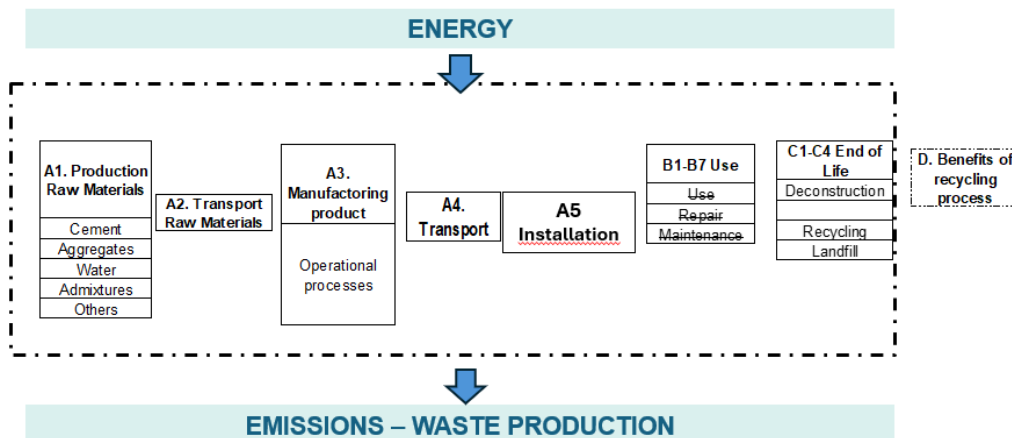 ENERGY
A1. Production
Raw Materials
Cement
Aggregates
Water
Admixtures
Others
A2. Transport
Raw Materials
A3.
Manufactoring
product
Operational
processes
A4.
Transport
A5
Installation
B1-B7 Use
Use
Repair
Maintenance
C1-C4 End of
Life
Deconstruction
Recycling
Landfill
D. Benefits of
recycling
process
EMISSIONS – WASTE PRODUCTION